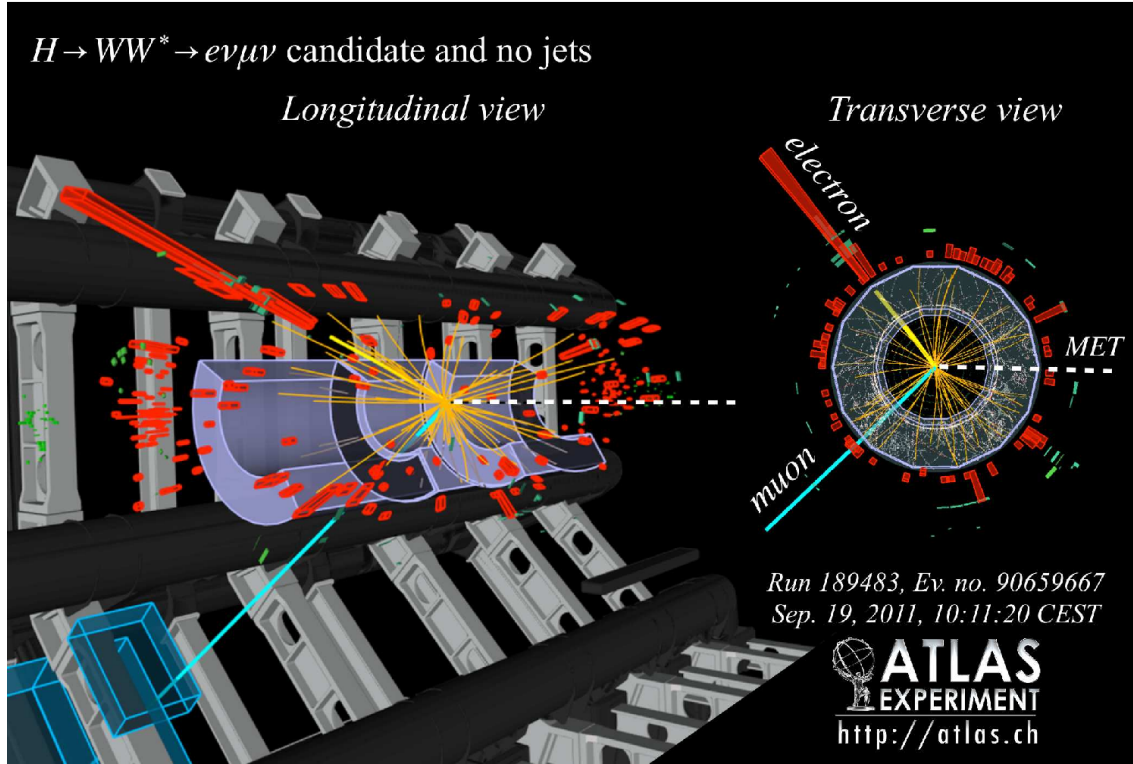 H → WW* → eνμν candidate and no jets
Longitudinal view
Transverse view
electron
MET
muon
Run 189483, Ev. no. 90659667
Sep. 19, 2011, 10:11:20 CEST
ATLAS
EXPERIMENT
http://atlas.ch